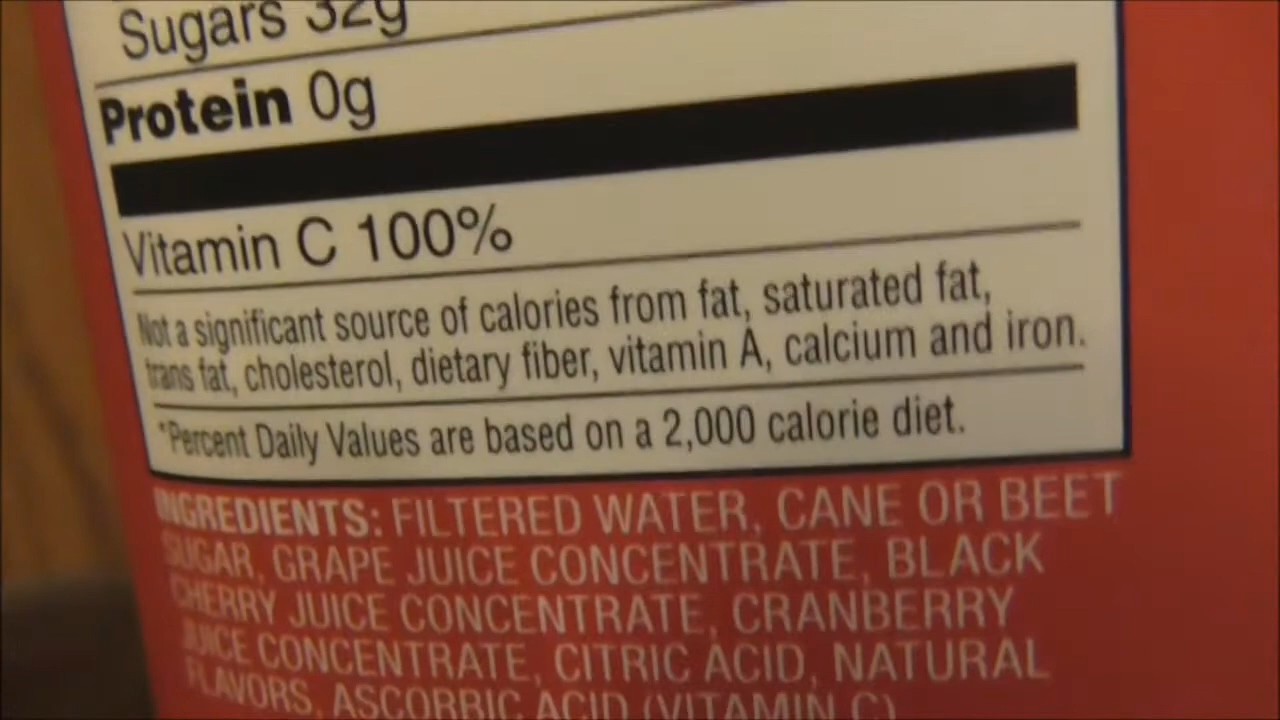 Sugars 32g
Protein 0g
Vitamin C 100%
Not a significant source of calories from fat, saturated fat,
trans fat, cholesterol, dietary fiber, vitamin A, calcium and iron.
*Percent Daily Values are based on a 2,000 calorie diet.
INGREDIENTS: FILTERED WATER, CANE OR BEET
SUGAR, GRAPE JUICE CONCENTRATE, BLACK
CHERRY JUICE CONCENTRATE, CRANBERRY
JUICE CONCENTRATE, CITRIC ACID, NATURAL
FLAVORS, ASCORBIC ACID (VITAMIN C)